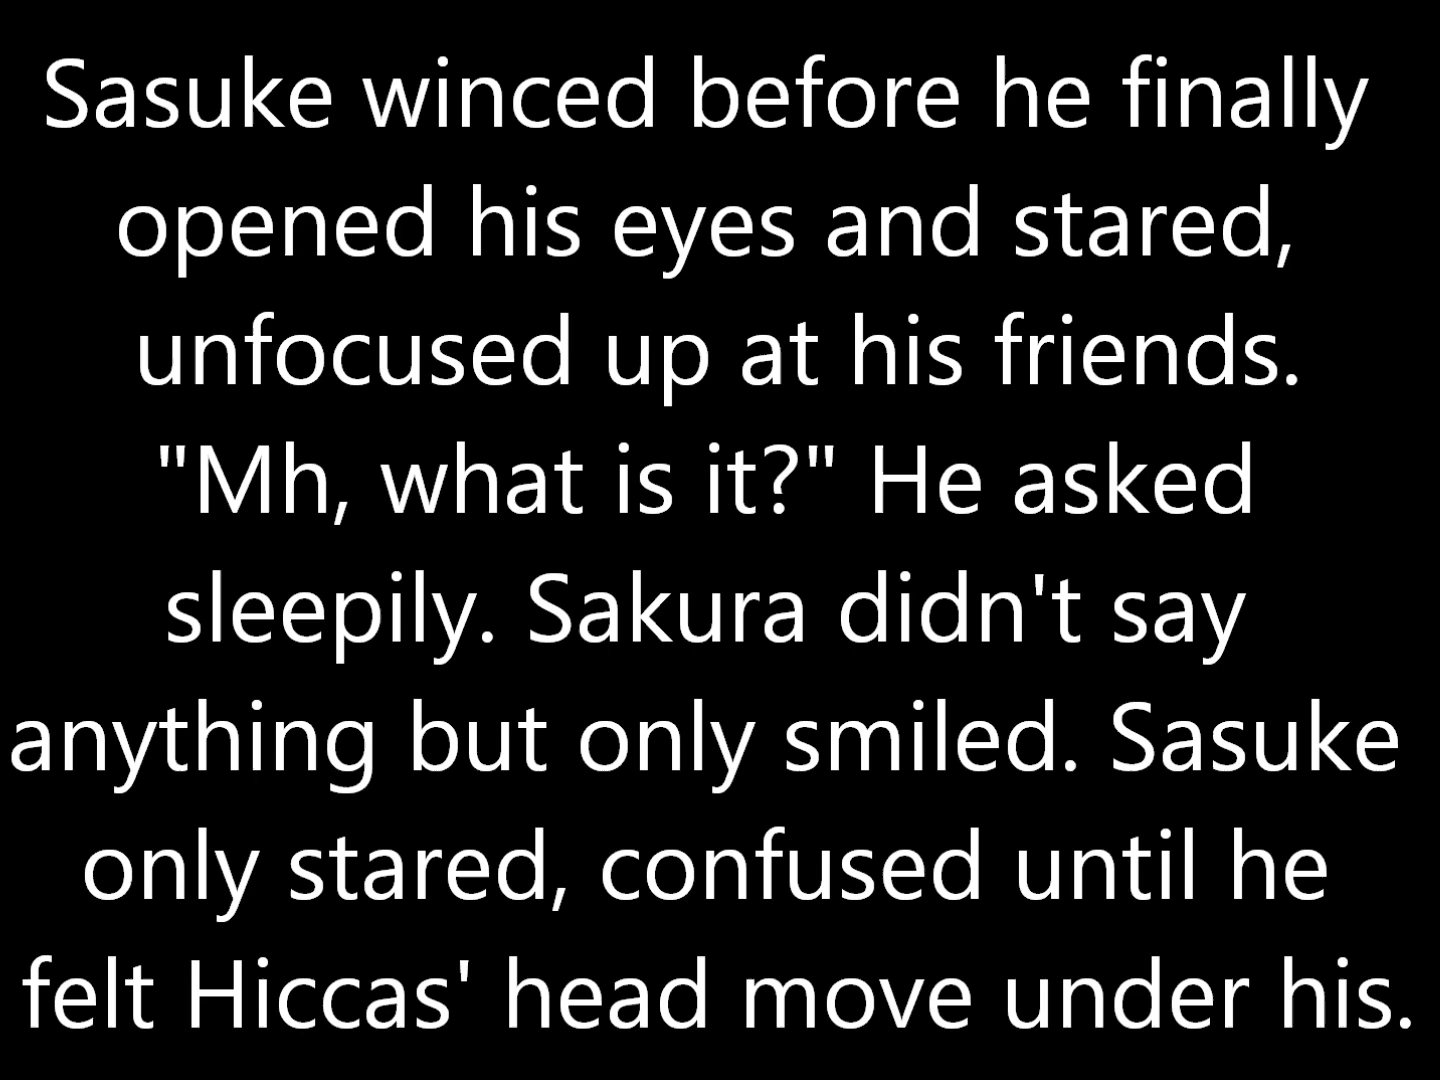 Sasuke winced before he finally
opened his eyes and stared,
unfocused up at his friends.
"Mh, what is it?" He asked
sleepily. Sakura didn't say
anything but only smiled. Sasuke
only stared, confused until he
felt Hiccas' head move under his.